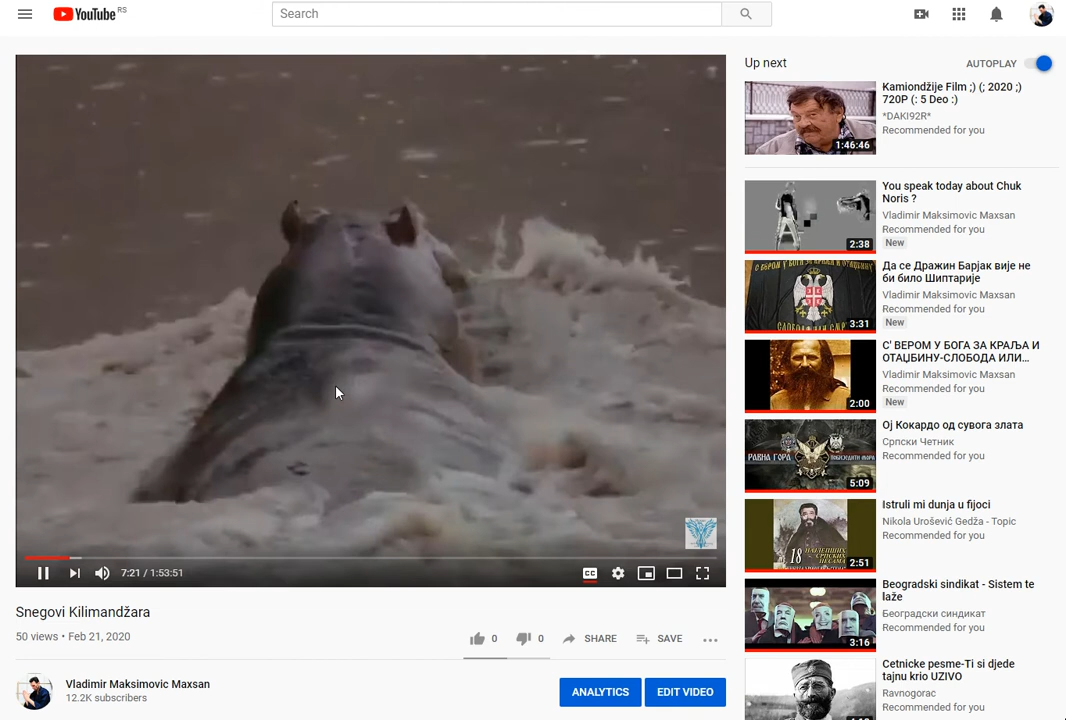 YouTube RS
Search
7:21 / 1:53:51
CC
Snegovi Kilimandžara
50 views • Feb 21, 2020
0
0
SHARE
SAVE
Vladimir Maksimovic Maxsan
12.2K subscribers
ANALYTICS
EDIT VIDEO
Up next
AUTOPLAY
1:46:46
Kamiondžije Film ;) (; 2020 ;)
720P (: 5 Deo :)
*DAKI92R*
Recommended for you
2:38
You speak today about Chuk
Noris ?
Vladimir Maksimovic Maxsan
Recommended for you
New
3:31
Да се Дражин Барјак вије не
би било Шиптарије
Vladimir Maksimovic Maxsan
Recommended for you
New
2:00
С' ВЕРОМ У БОГА ЗА КРАЉА И
ОТАЏБИНУ-СЛОБОДА ИЛИ...
Vladimir Maksimovic Maxsan
Recommended for you
New
РАВНА ГОРА
5:09
Ој Кокардо од сувога злата
Српски Четник
Recommended for you
18
2:51
Istruli mi dunja u fijoci
Nikola Urošević Gedža - Topic
Recommended for you
3:16
Beogradski sindikat - Sistem te
laže
Београдски синдикат
Recommended for you
Cetnicke pesme-Ti si djede
tajnu krio UZIVO
Ravnogorac
Recommended for you